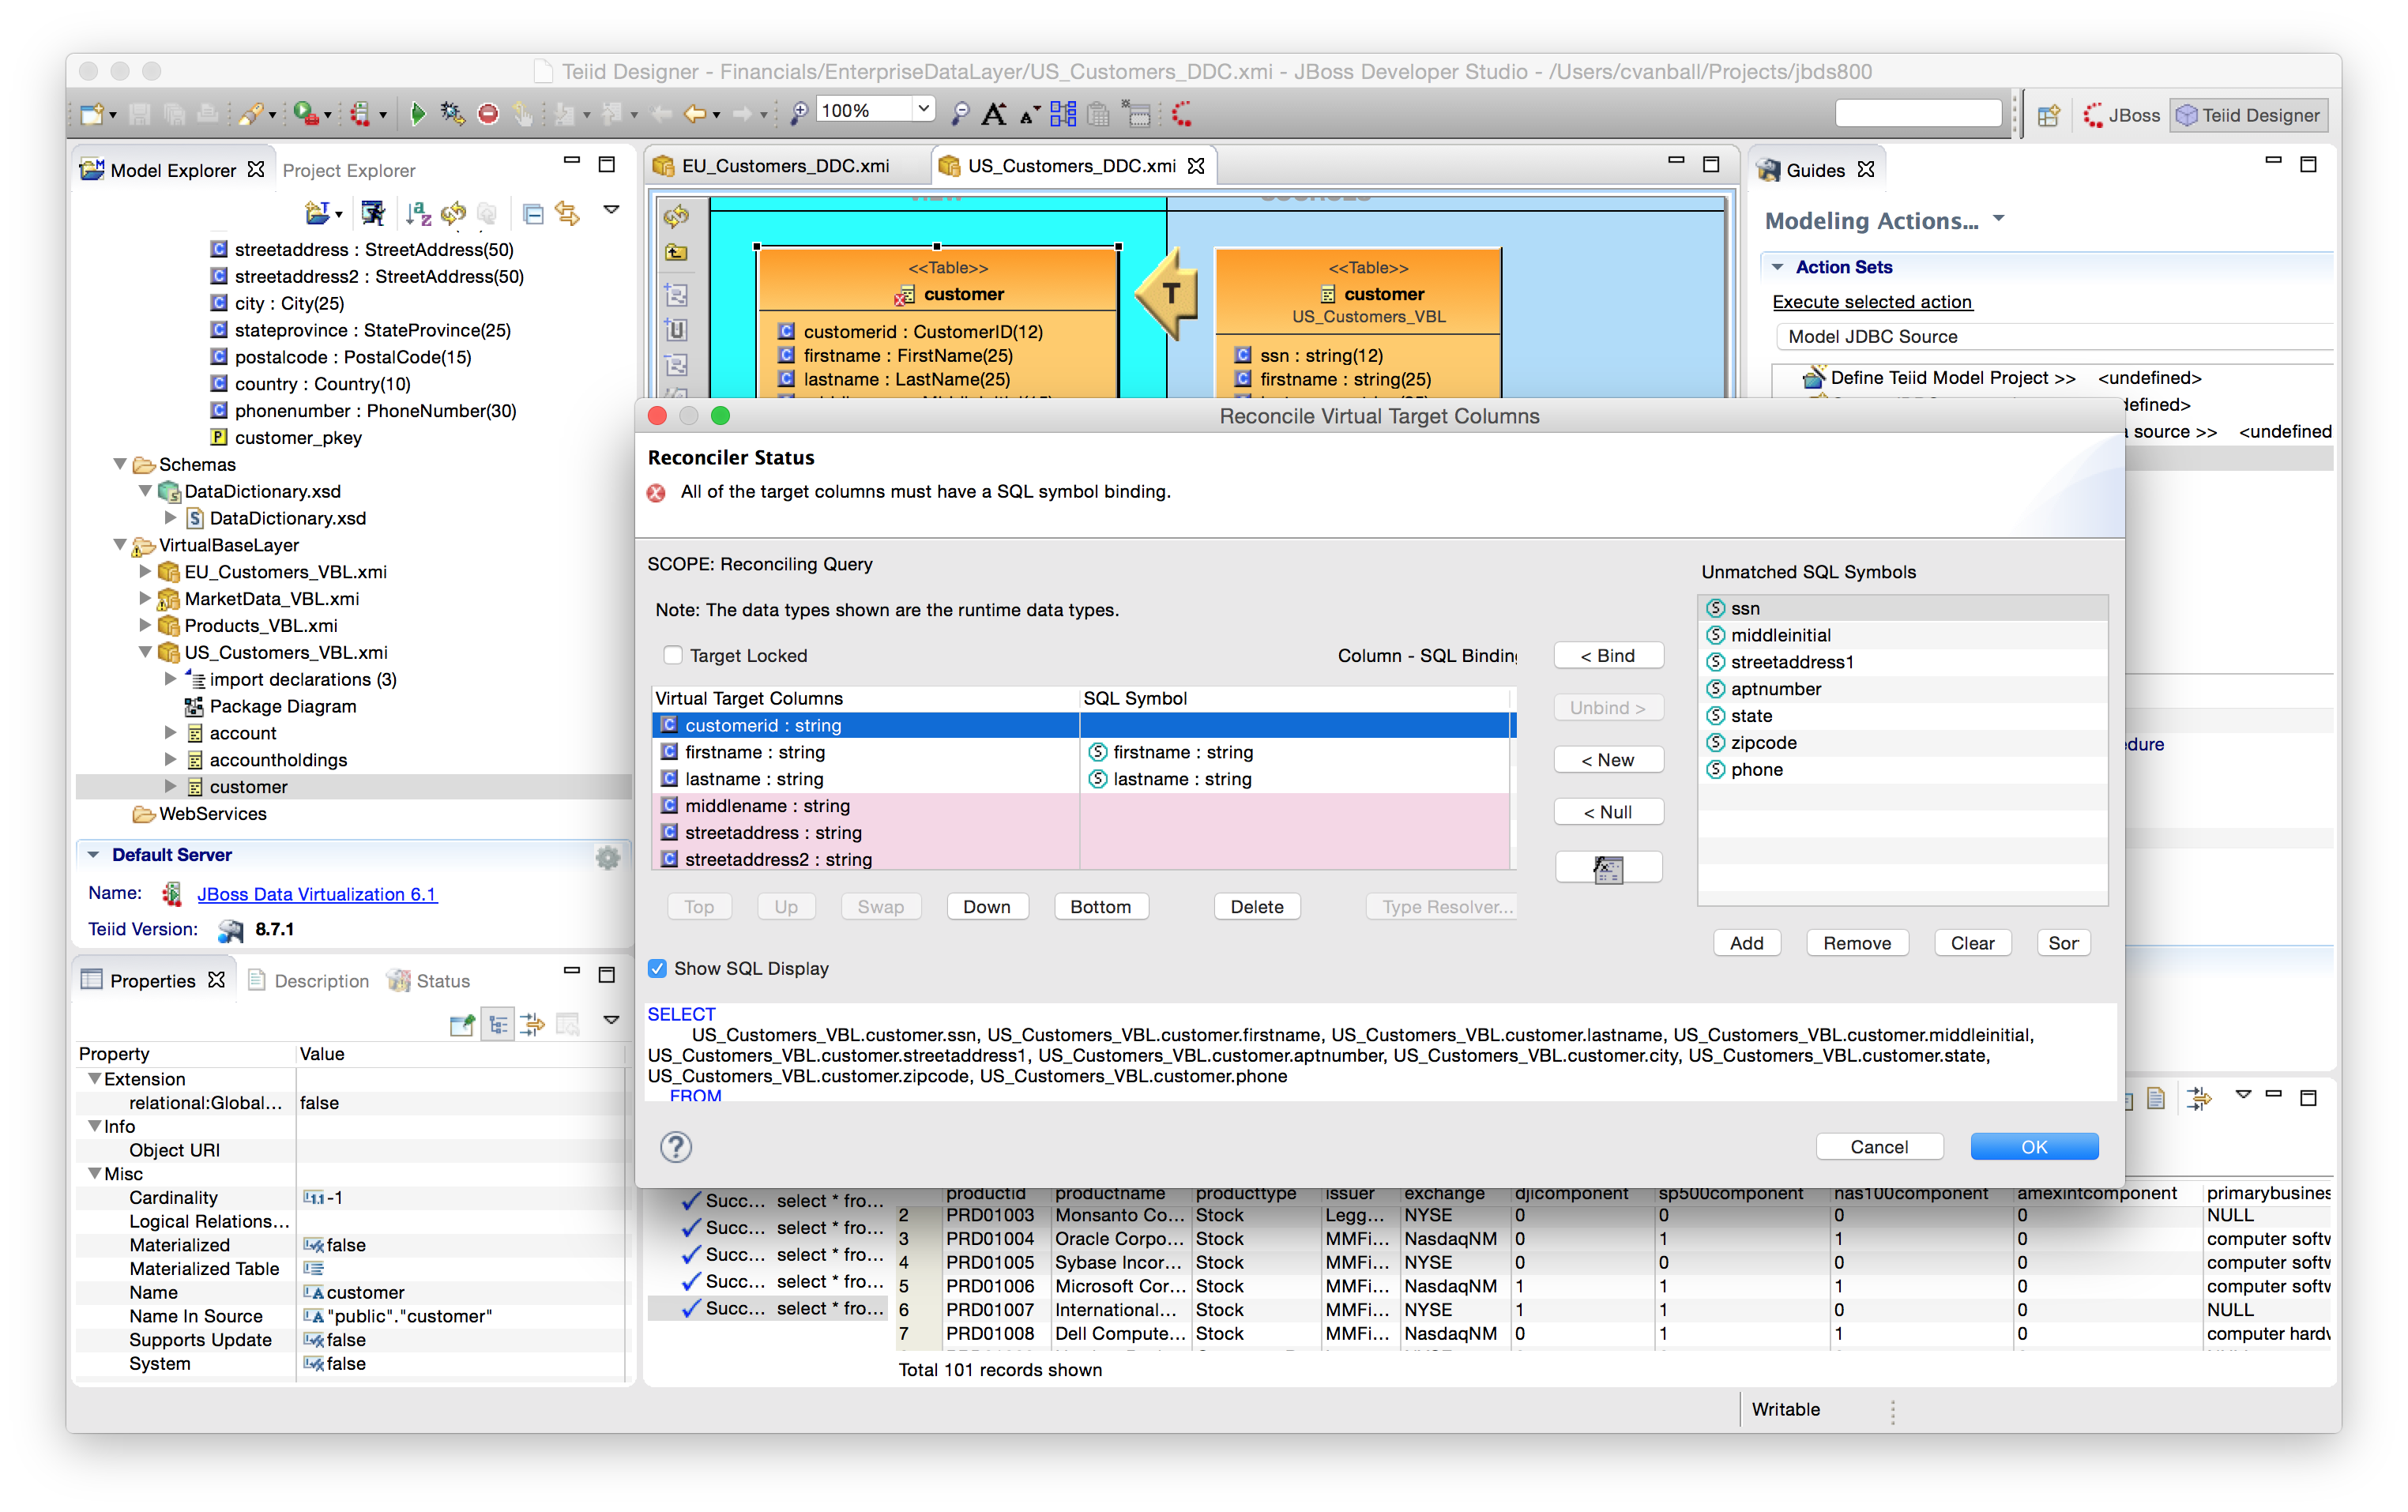 Teiid Designer - Financials/EnterpriseDataLayer/US_Customers_DDC.xmi - JBoss Developer Studio - /Users/cvanball/Projects/jbds800
100%
JBoss
Teiid Designer
Model Explorer
Project Explorer
streetaddress : StreetAddress(50)
streetaddress2 : StreetAddress(50)
city : City(25)
stateprovince : StateProvince(25)
postalcode : PostalCode(15)
country : Country(10)
phonenumber : PhoneNumber(30)
customer_pkey
Schemas
DataDictionary.xsd
DataDictionary.xsd
VirtualBaseLayer
EU_Customers_VBL.xmi
MarketData_VBL.xmi
Products_VBL.xmi
US_Customers_VBL.xmi
import declarations (3)
Package Diagram
account
accountholdings
customer
WebServices
Default Server
Name: JBoss Data Virtualization 6.1
Teiid Version: 8.7.1
Properties
Description
Status
Property Value
Extension
relational:Global... false
Info
Object URI
Misc
Cardinality -1
Logical Relations...
Materialized false
Materialized Table
Name customer
Name In Source "public"."customer"
Supports Update false
System false
EU_Customers_DDC.xmi
US_Customers_DDC.xmi
<<Table>>
customer
customerid : CustomerID(12)
firstname : FirstName(25)
lastname : LastName(25)
T
<<Table>>
customer
US_Customers_VBL
ssn : string(12)
firstname : string(25)
Guides
Modeling Actions...
Action Sets
Execute selected action
Model JDBC Source
Define Teiid Model Project >> <undefined>
defined>
source >> <undefined
dure
Reconcile Virtual Target Columns
Reconciler Status
All of the target columns must have a SQL symbol binding.
SCOPE: Reconciling Query
Note: The data types shown are the runtime data types.
Target Locked
Column - SQL Binding
Virtual Target Columns SQL Symbol
customerid : string
firstname : string firstname : string
lastname : string lastname : string
middlename : string
streetaddress : string
streetaddress2 : string
Top Up Swap Down Bottom Delete Type Resolver...
< Bind
Unbind >
< New
< Null
Unmatched SQL Symbols
ssn
middleinitial
streetaddress1
aptnumber
state
zipcode
phone
Add Remove Clear Sor
Show SQL Display
SELECT
US_Customers_VBL.customer.ssn, US_Customers_VBL.customer.firstname, US_Customers_VBL.customer.lastname, US_Customers_VBL.customer.middleinitial,
US_Customers_VBL.customer.streetaddress1, US_Customers_VBL.customer.aptnumber, US_Customers_VBL.customer.city, US_Customers_VBL.customer.state,
US_Customers_VBL.customer.zipcode, US_Customers_VBL.customer.phone
FROM
?
Cancel OK
Succ... select * fro...
Succ... select * fro...
Succ... select * fro...
Succ... select * fro...
Succ... select * fro...
productid productname producttype issuer exchange djicomponent sp500component nas100component amexintcomponent primarybusines
2 PRD01003 Monsanto Co... Stock Legg... NYSE 0 0 0 0 NULL
3 PRD01004 Oracle Corpo... Stock MMFi... NasdaqNM 0 1 1 0 computer softw
4 PRD01005 Sybase Incor... Stock MMFi... NYSE 0 0 0 0 computer softw
5 PRD01006 Microsoft Cor... Stock MMFi... NasdaqNM 1 1 1 0 computer softw
6 PRD01007 International... Stock MMFi... NYSE 1 1 0 0 NULL
7 PRD01008 Dell Compute... Stock MMFi... NasdaqNM 0 1 1 0 computer hardw
Total 101 records shown
Writable